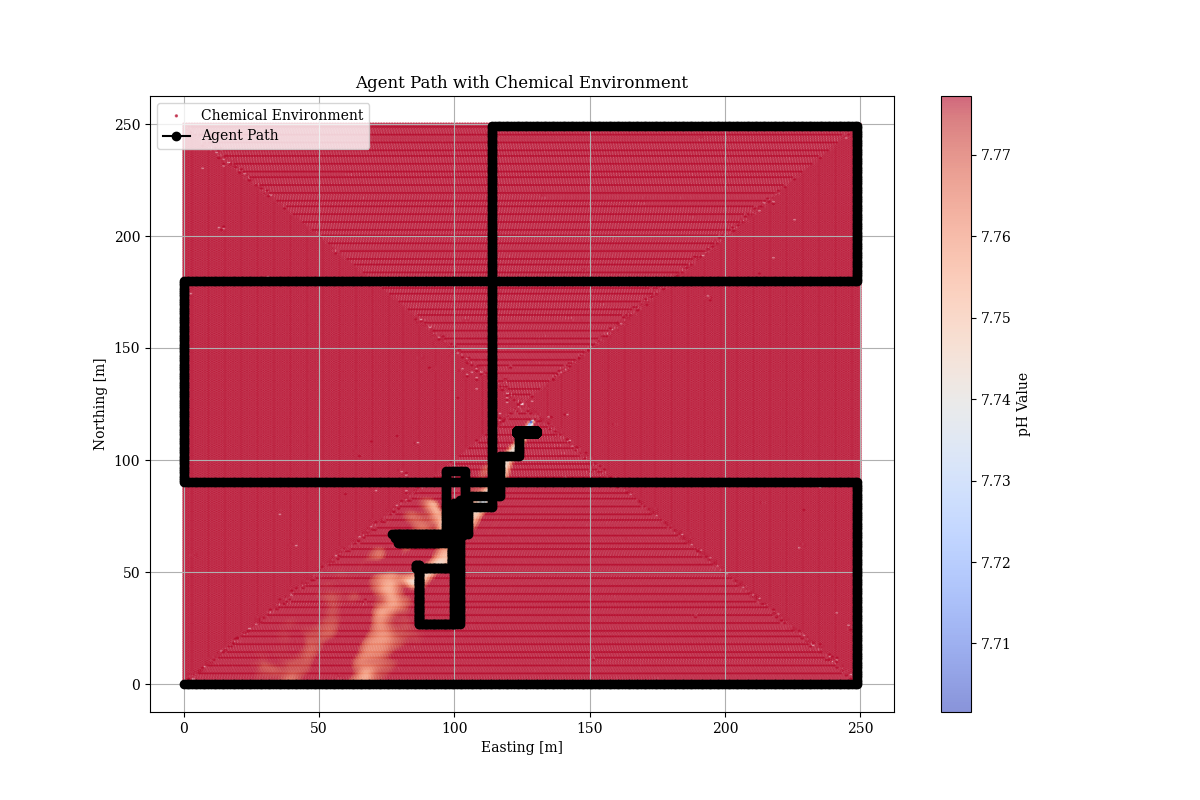 Agent Path with Chemical Environment
Chemical Environment
Agent Path
250
200
150
100
50
0
Northing [m]
0 50 100 150 200 250
Easting [m]
7.77
7.76
7.75
7.74
7.73
7.72
7.71
pH Value